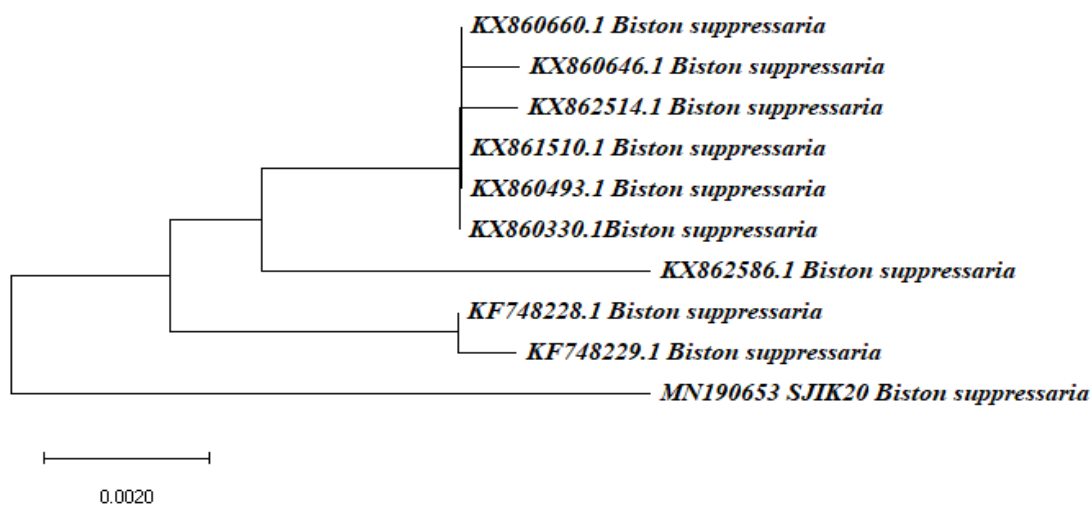 KX860660.1 Biston suppressaria
KX860646.1 Biston suppressaria
KX862514.1 Biston suppressaria
KX861510.1 Biston suppressaria
KX860493.1 Biston suppressaria
KX860330.1Biston suppressaria
KX862586.1 Biston suppressaria
KF748228.1 Biston suppressaria
KF748229.1 Biston suppressaria
MN190653 SJIK20 Biston suppressaria
0.0020